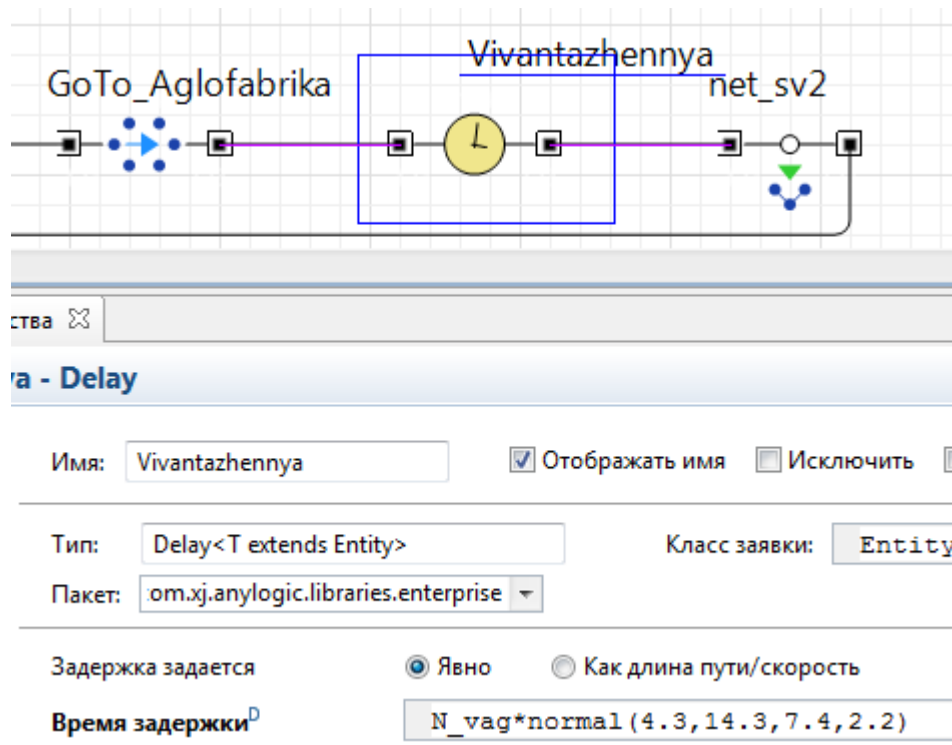 Vivantazhennya
GoTo_Aglofabrika
net_sv2
ства
ya - Delay
Имя: Vivantazhennya Отображать имя Исключить
Тип: Delay<T extends Entity> Класс заявки: Entity
Пакет: :om.xj.anylogic.libraries.enterprise
Задержка задается Явно Как длина пути/скорость
Время задержки D N_vag*normal(4.3,14.3,7.4,2.2)